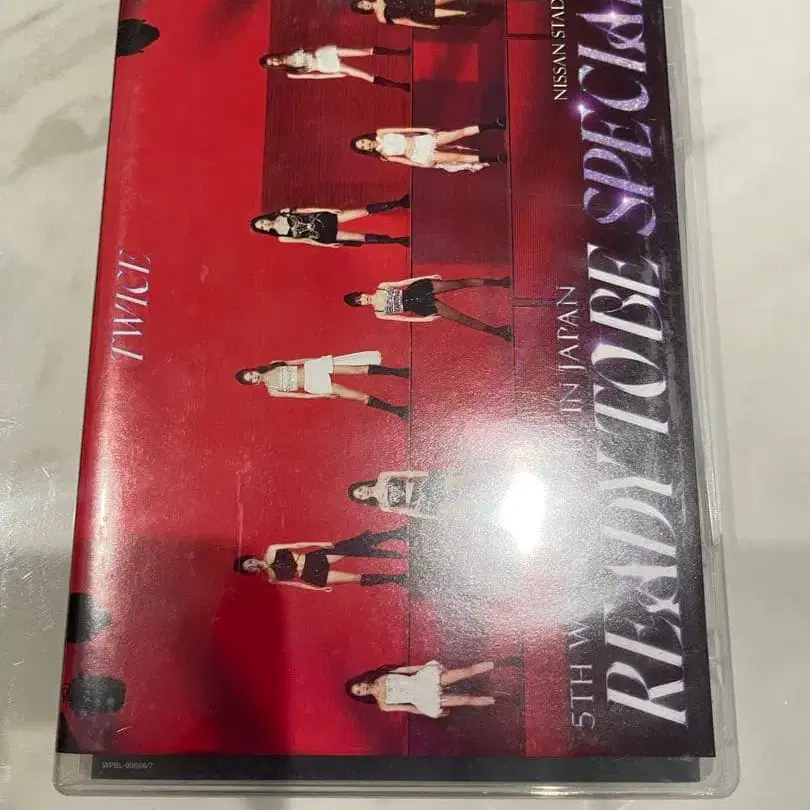 TWICE
NISSAN STAD
5TH W IN JAPAN
READY TO BE SPECIAL